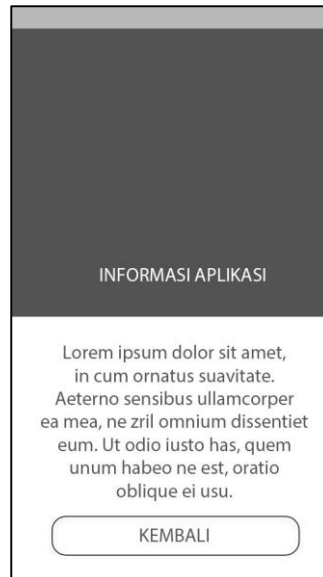 INFORMASI APLIKASI
Lorem ipsum dolor sit amet,
in cum ornatus suavitate.
Aeterno sensibus ullamcorper
ea mea, ne zril omnium dissentiet
eum. Ut odio iusto has, quem
unum habeo ne est, oratio
oblique ei usu.
KEMBALI